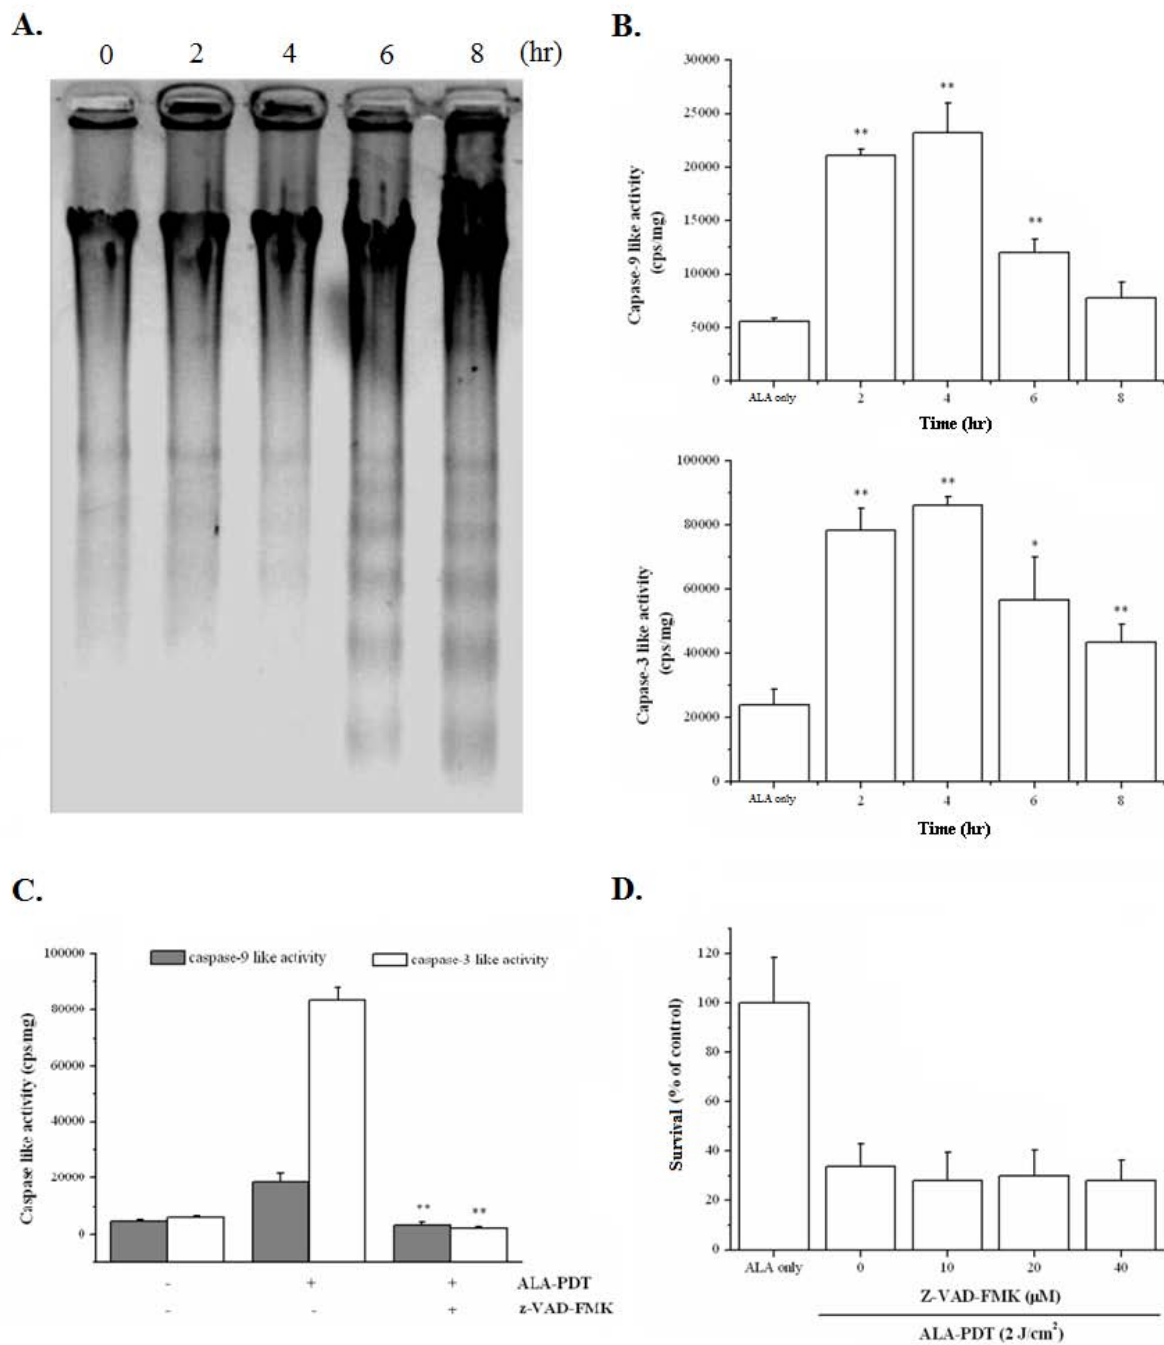 A.
0 2 4 6 8 (hr)
B.
30000
25000
20000
15000
10000
5000
0
Capase-9 like activity
(cps/mg)
**
**
**
ALA only 2 4 6 8
Time (hr)
100000
80000
60000
40000
20000
0
Capase-3 like activity
(cps/mg)
**
**
*
**
ALA only 2 4 6 8
Time (hr)
C.
100000
80000
60000
40000
20000
0
Caspase like activity (cps/mg)
caspase-9 like activity
caspase-3 like activity
** **
- + + ALA-PDT
- - + z-VAD-FMK
D.
120
100
80
60
40
20
0
Survival (% of control)
ALA only 0 10 20 40
Z-VAD-FMK (μM)
ALA-PDT (2 J/cm²)